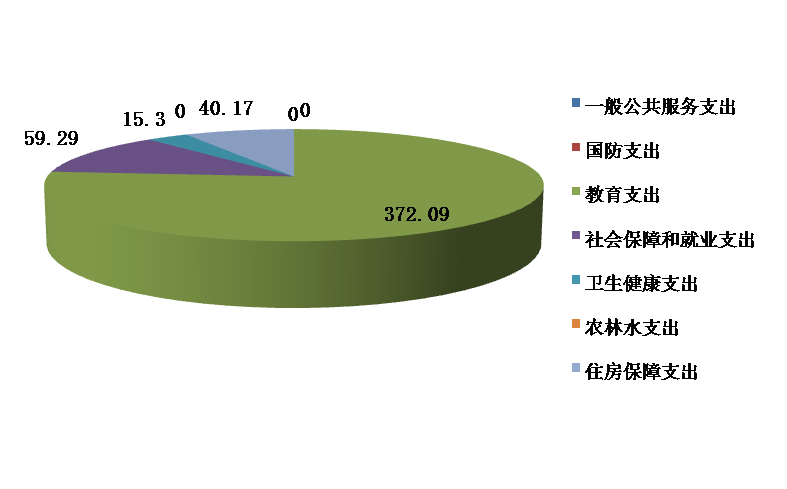 59.29
15.3
0
40.17
0
0
372.09
一般公共服务支出
国防支出
教育支出
社会保障和就业支出
卫生健康支出
农林水支出
住房保障支出